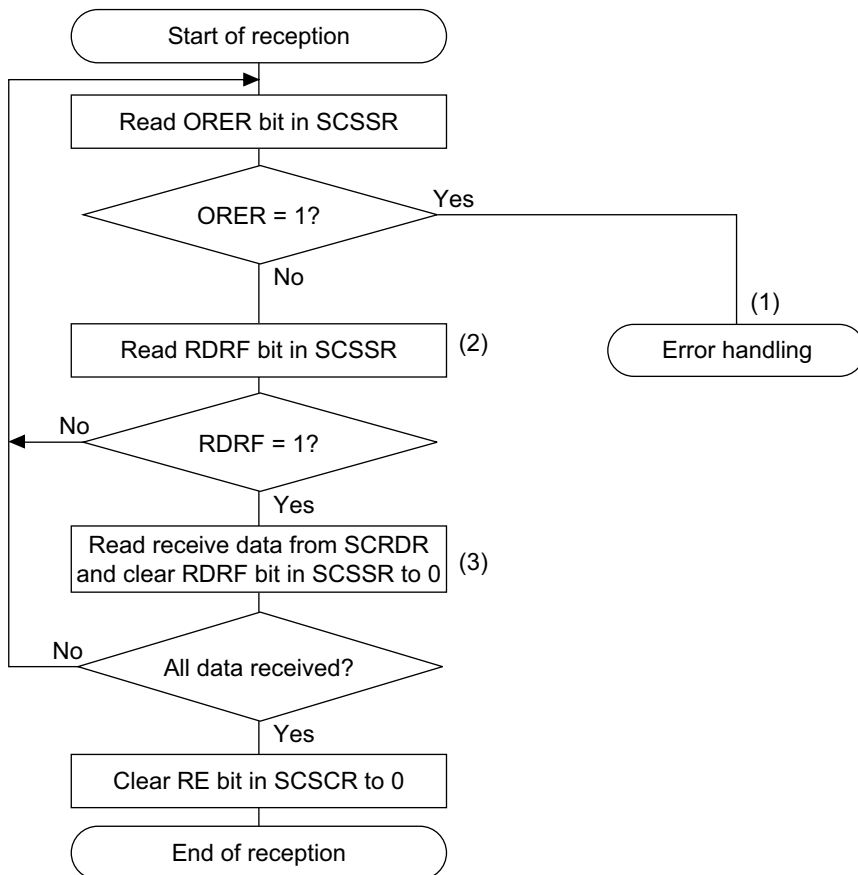 Start of reception
Read ORER bit in SCSSR
Yes
ORER = 1?
No
(1)
Read RDRF bit in SCSSR
(2)
Error handling
No
RDRF = 1?
Yes
Read receive data from SCRDR
and clear RDRF bit in SCSSR to 0
(3)
No
All data received?
Yes
Clear RE bit in SCSCR to 0
End of reception